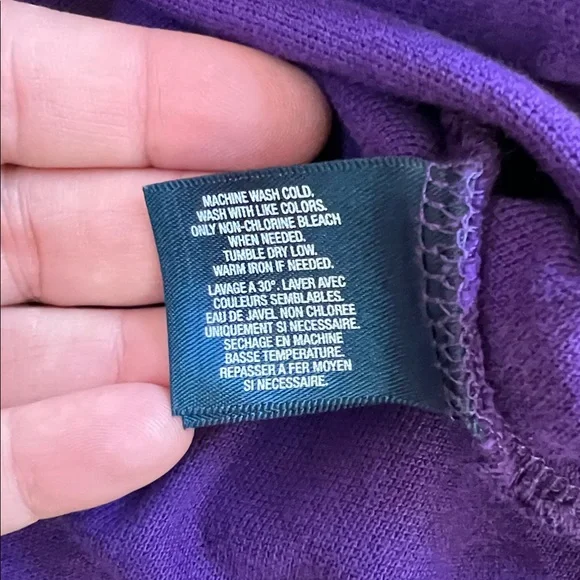 MACHINE WASH COLD.
WASH WITH LIKE COLORS.
ONLY NON-CHLORINE BLEACH
WHEN NEEDED.
TUMBLE DRY LOW.
WARM IRON IF NEEDED.
LAVAGE A 30°. LAVER AVEC
COULEURS SEMBLABLES.
EAU DE JAVEL NON CHLOREE
UNIQUEMENT SI NECESSAIRE.
SECHAGE EN MACHINE
BASSE TEMPERATURE.
REPASSER A FER MOYEN
SI NECESSAIRE.